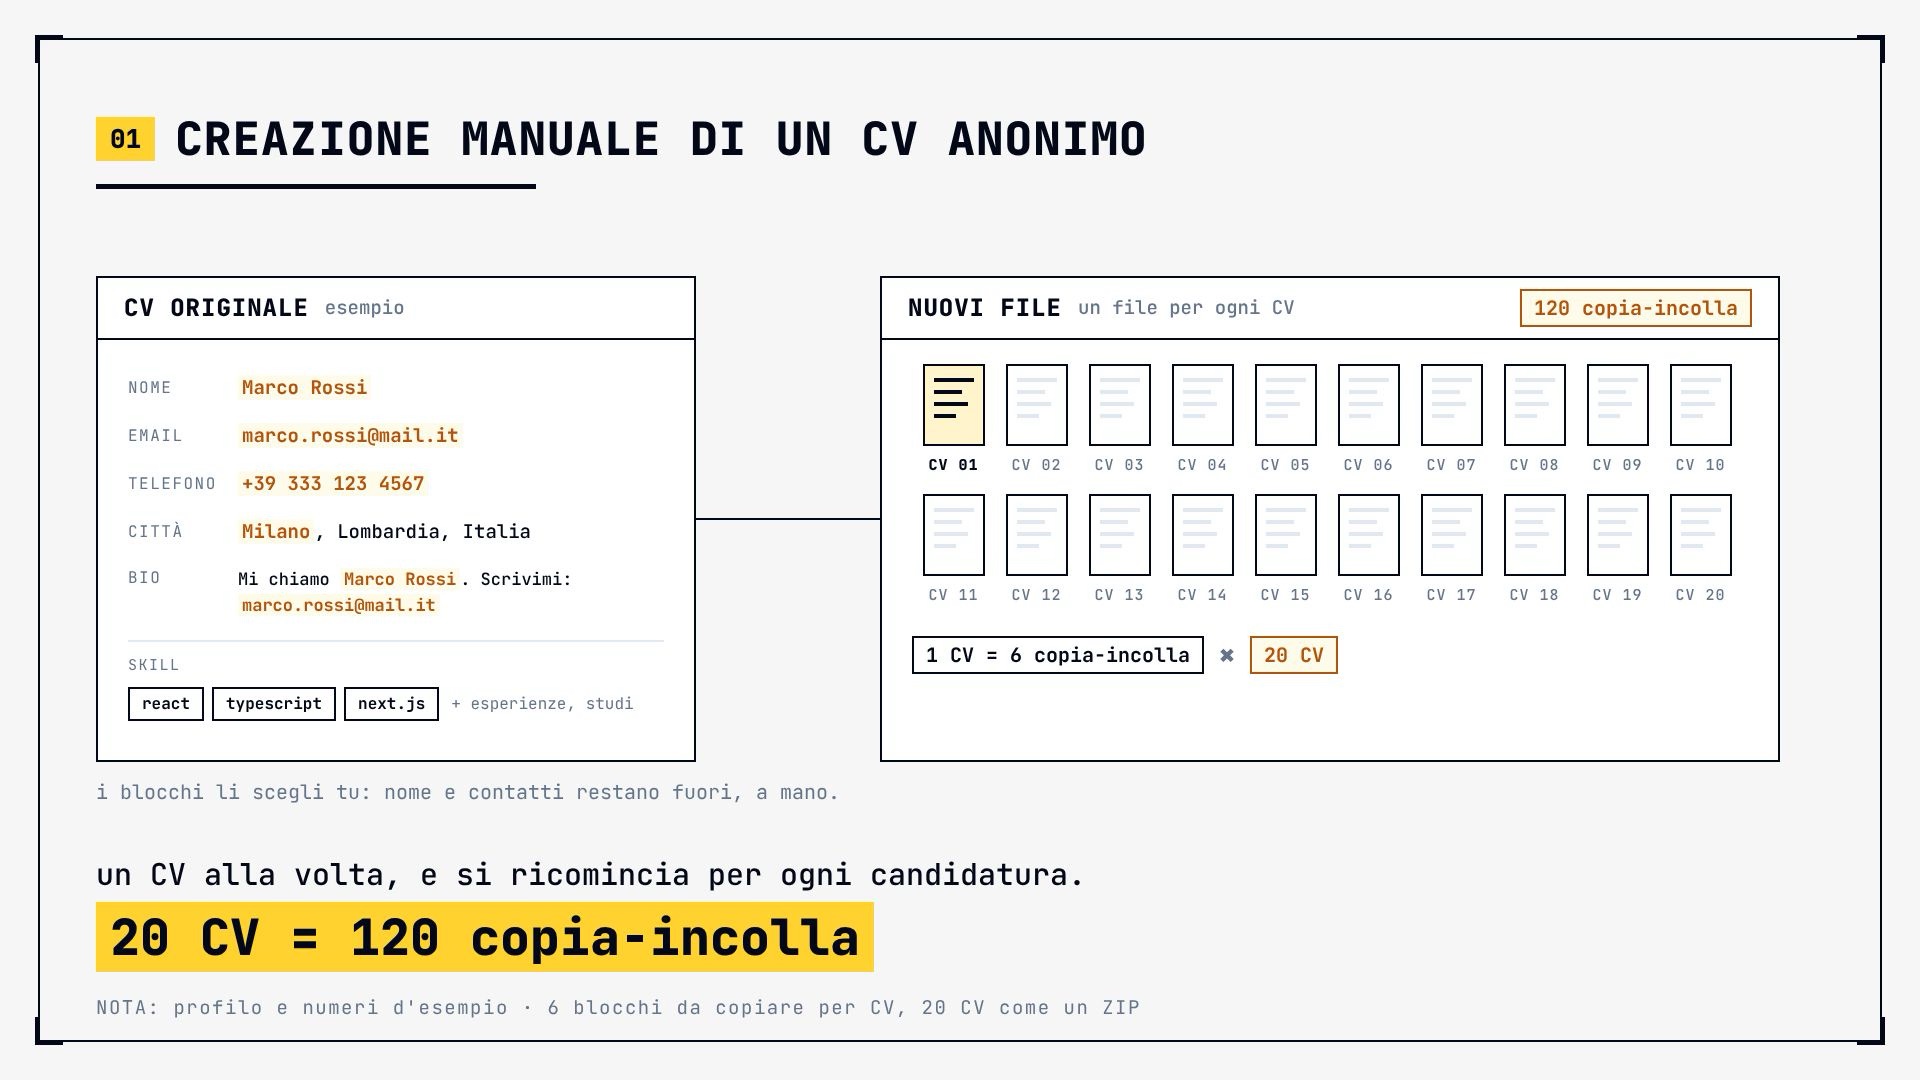 01 CREAZIONE MANUALE DI UN CV ANONIMO
CV ORIGINALE esempio
NOME Marco Rossi
EMAIL marco.rossi@mail.it
TELEFONO +39 333 123 4567
CITTÀ Milano, Lombardia, Italia
BIO Mi chiamo Marco Rossi. Scrivimi:
marco.rossi@mail.it
SKILL
react typescript next.js + esperienze, studi
NUOVI FILE un file per ogni CV 120 copia-incolla
CV 01 CV 02 CV 03 CV 04 CV 05 CV 06 CV 07 CV 08 CV 09 CV 10
CV 11 CV 12 CV 13 CV 14 CV 15 CV 16 CV 17 CV 18 CV 19 CV 20
1 CV = 6 copia-incolla ✖ 20 CV
i blocchi li scegli tu: nome e contatti restano fuori, a mano.
un CV alla volta, e si ricomincia per ogni candidatura.
20 CV = 120 copia-incolla
NOTA: profilo e numeri d'esempio · 6 blocchi da copiare per CV, 20 CV come un ZIP